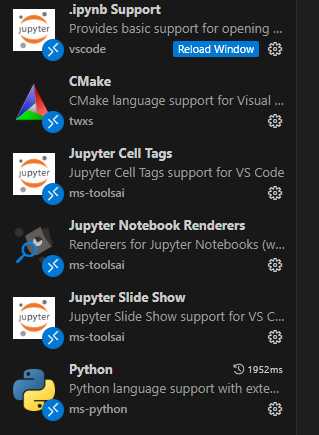 .ipynb Support
Jupyter
Provides basic support for opening ...
vscode Reload Window
CMake
CMake language support for Visual ...
twxs
Jupyter Cell Tags
Jupyter
Jupyter Cell Tags support for VS Code
ms-toolsai
Jupyter Notebook Renderers
Renderers for Jupyter Notebooks (w...
ms-toolsai
Jupyter Slide Show
Jupyter
Jupyter Slide Show support for VS C...
ms-toolsai
Python 1952ms
Python language support with exte...
ms-python